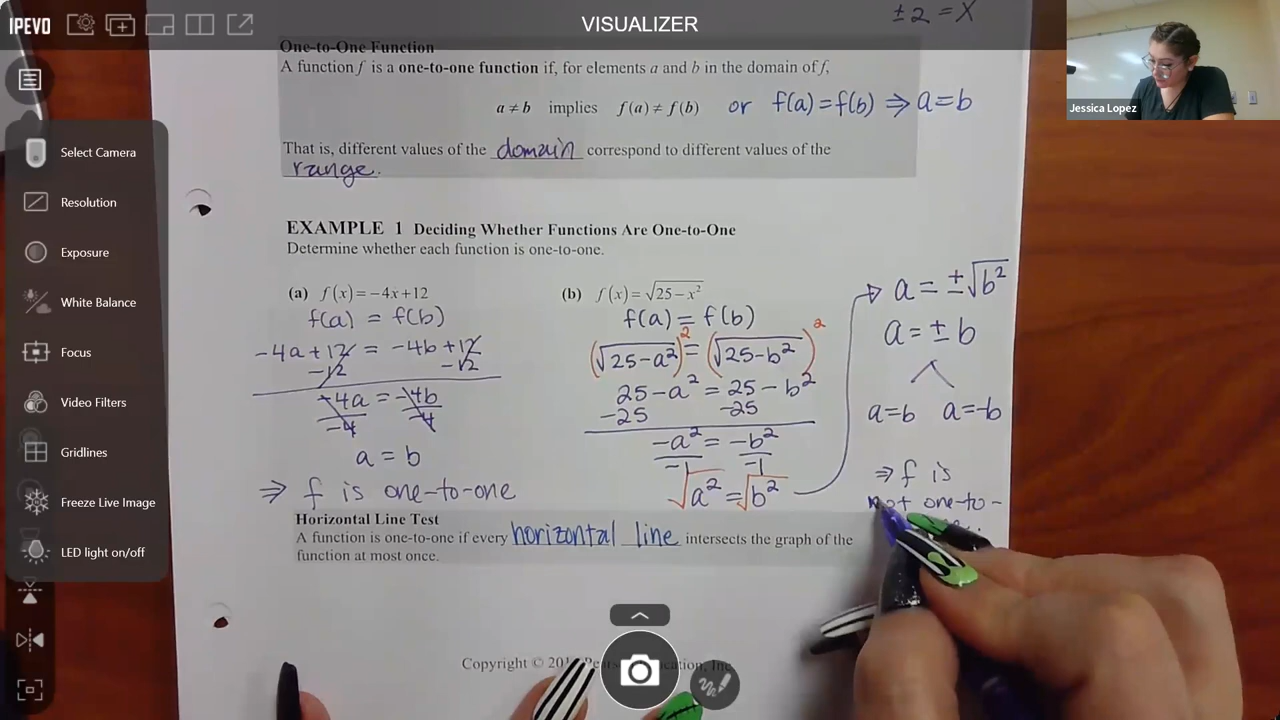 IPEVO
VISUALIZER
± 2 = x
Jessica Lopez
Select Camera
Resolution
Exposure
White Balance
Focus
Video Filters
Gridlines
Freeze Live Image
LED light on/off
One-to-One Function
A function f is a one-to-one function if, for elements a and b in the domain of f,
a ≠ b implies f(a) ≠ f(b) or f(a) = f(b) ⇒ a = b
That is, different values of the domain correspond to different values of the
range.
EXAMPLE 1 Deciding Whether Functions Are One-to-One
Determine whether each function is one-to-one.
(a) f(x) = −4x + 12
f(a) = f(b)
-4a + 12 = -4b + 12
-12 -12
-4a = -4b
-4 -4
a = b
⇒ f is one-to-one
(b) f(x) = √25 − x²
f(a) = f(b)
(√25 - a²)² = (√25 - b²)²
25 - a² = 25 - b²
-25 -25
-a² = -b²
-1 -1
√a² = √b²
a = ±√b²
a = ± b
a = b a = -b
⇒ f is
not one-to-
Horizontal Line Test
A function is one-to-one if every horizontal line intersects the graph of the
function at most once.
Copyright ©